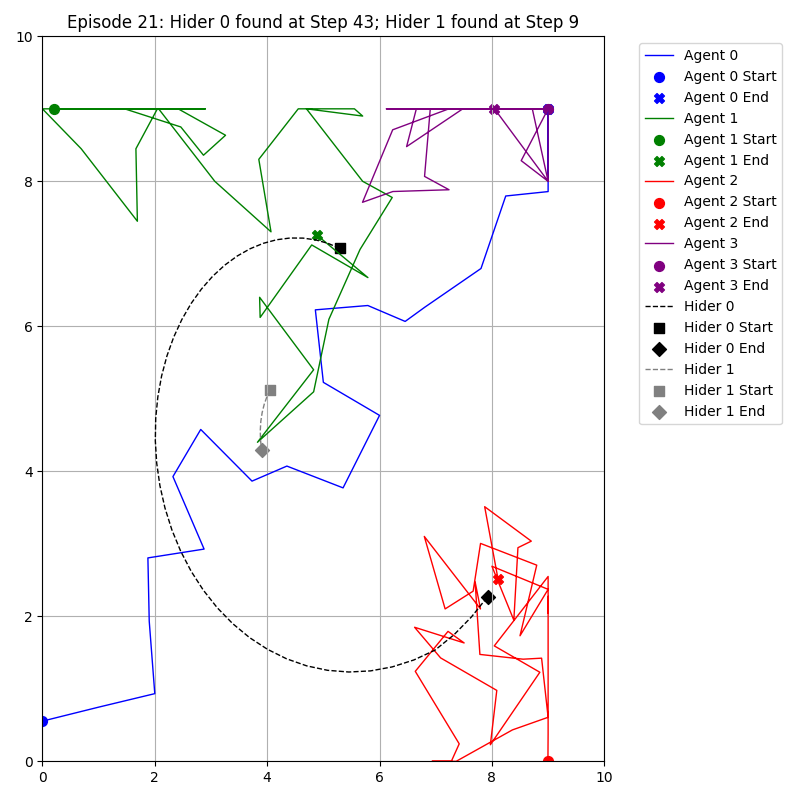 Episode 21: Hider 0 found at Step 43; Hider 1 found at Step 9
10
8
6
4
2
0
0 2 4 6 8 10
Agent 0
Agent 0 Start
Agent 0 End
Agent 1
Agent 1 Start
Agent 1 End
Agent 2
Agent 2 Start
Agent 2 End
Agent 3
Agent 3 Start
Agent 3 End
Hider 0
Hider 0 Start
Hider 0 End
Hider 1
Hider 1 Start
Hider 1 End